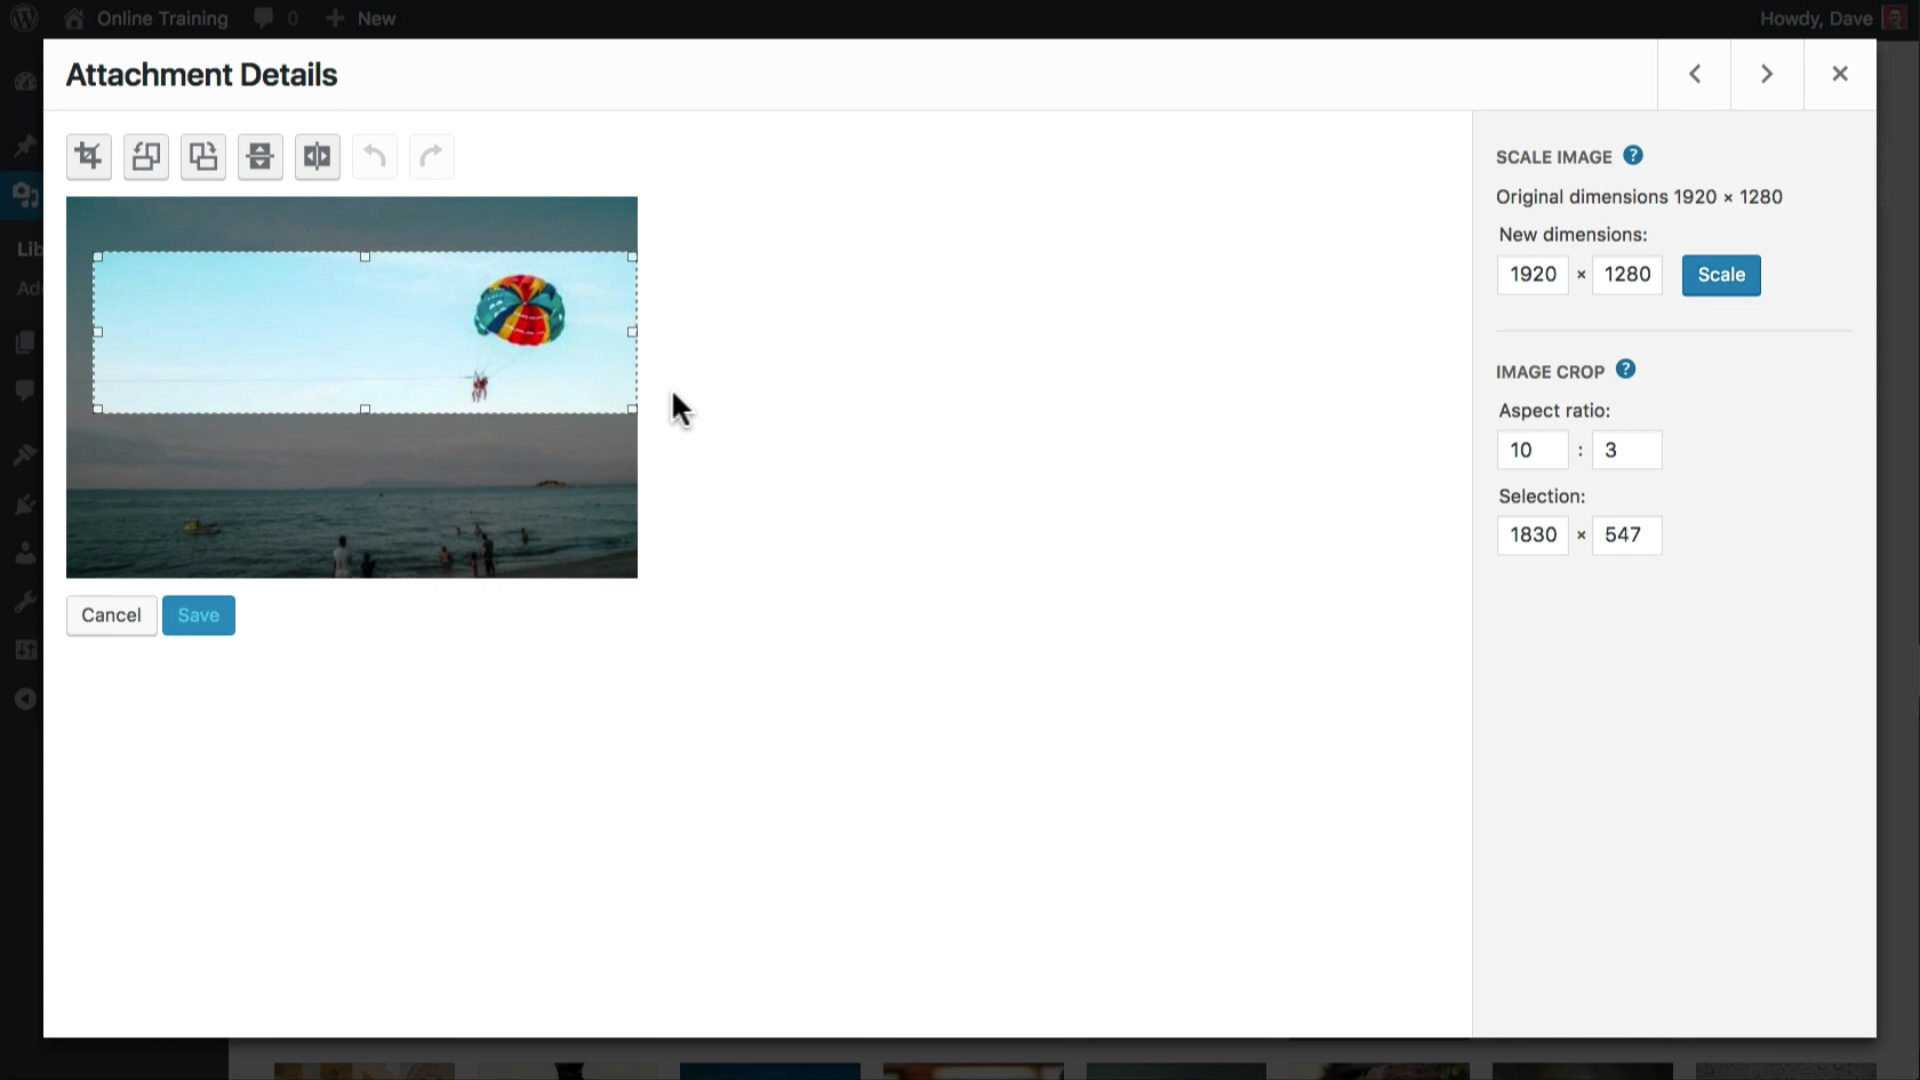 Online Training 0 New Howdy, Dave
Attachment Details
SCALE IMAGE ?
Original dimensions 1920 × 1280
New dimensions:
1920 × 1280 Scale
IMAGE CROP ?
Aspect ratio:
10 : 3
Selection:
1830 × 547
Lib
Cancel Save